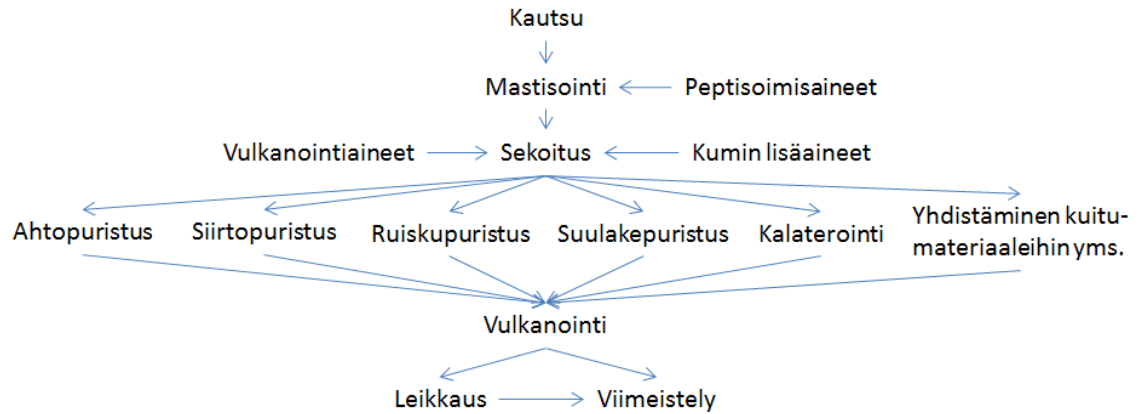 Kautsu
Mastisointi Peptisoimisaineet
Vulkanointiaineet Sekoitus Kumin lisäaineet
Ahtopuristus Siirtopuristus Ruiskupuristus Suulakepuristus Kalaterointi Yhdistäminen kuitu-
materiaaleihin yms.
Vulkanointi
Leikkaus Viimeistely